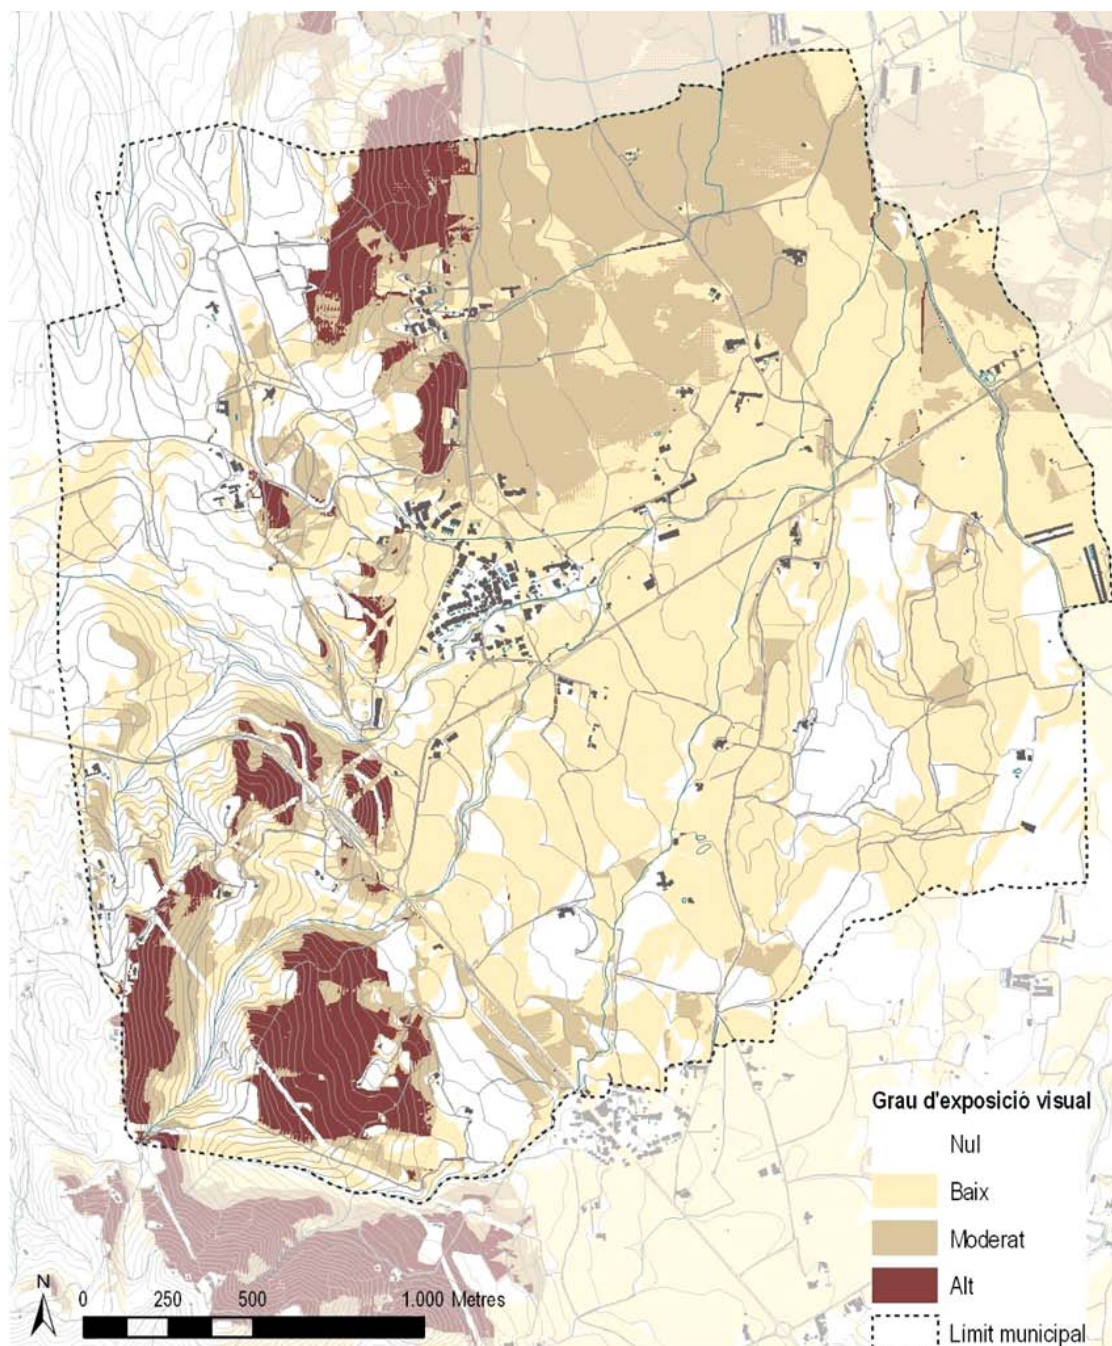 Grau d'exposició visual
Nul
Baix
Moderat
Alt
Límit municipal
N
0 250 500 1.000 Metres